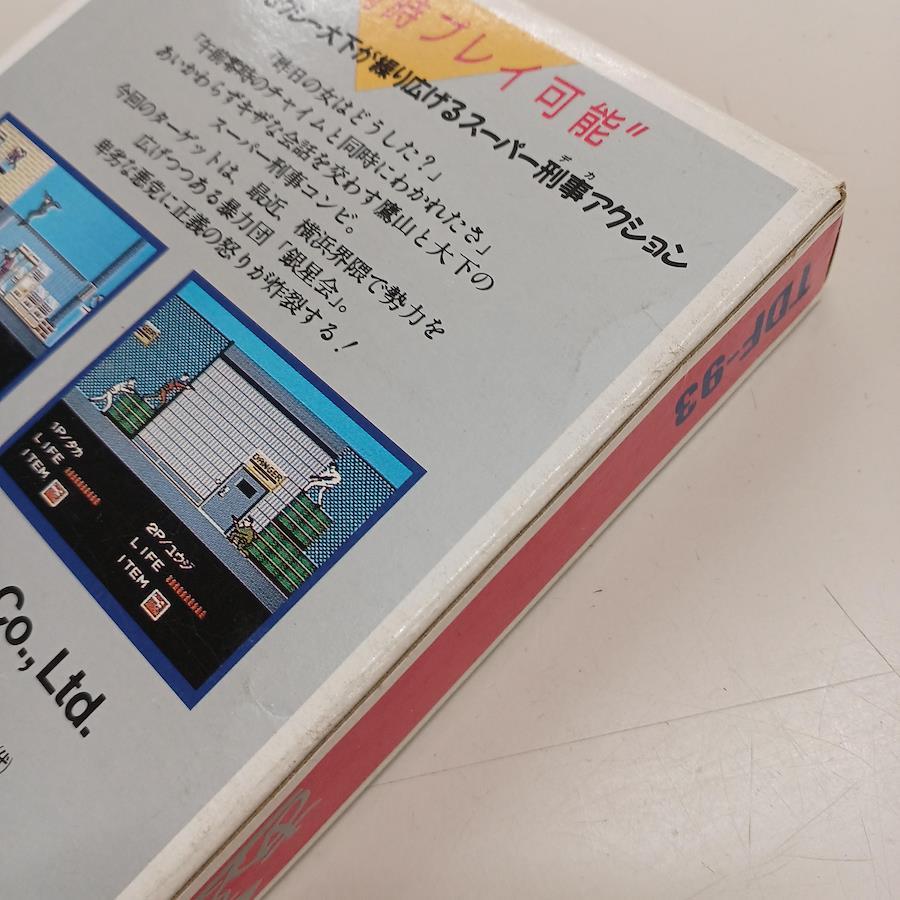 時プレイ可能"
シー大下が繰り広げるスーパー刑事アクション
デカ
「昨日の女はどうした？」
「午前零時のチャイムと同時にわかれたさ」
あいかわらずキザな会話を交わす鷹山と大下の
スーパー刑事コンビ。
今回のターゲットは、最近、横浜界隈で勢力を
広げつつある暴力団「銀星会」。
卑劣な悪党に正義の怒りが炸裂する！
DANGER
1P/タカ
LIFE
ITEM
2P/ユウジ
LIFE
ITEM
Co., Ltd.
TDF-93